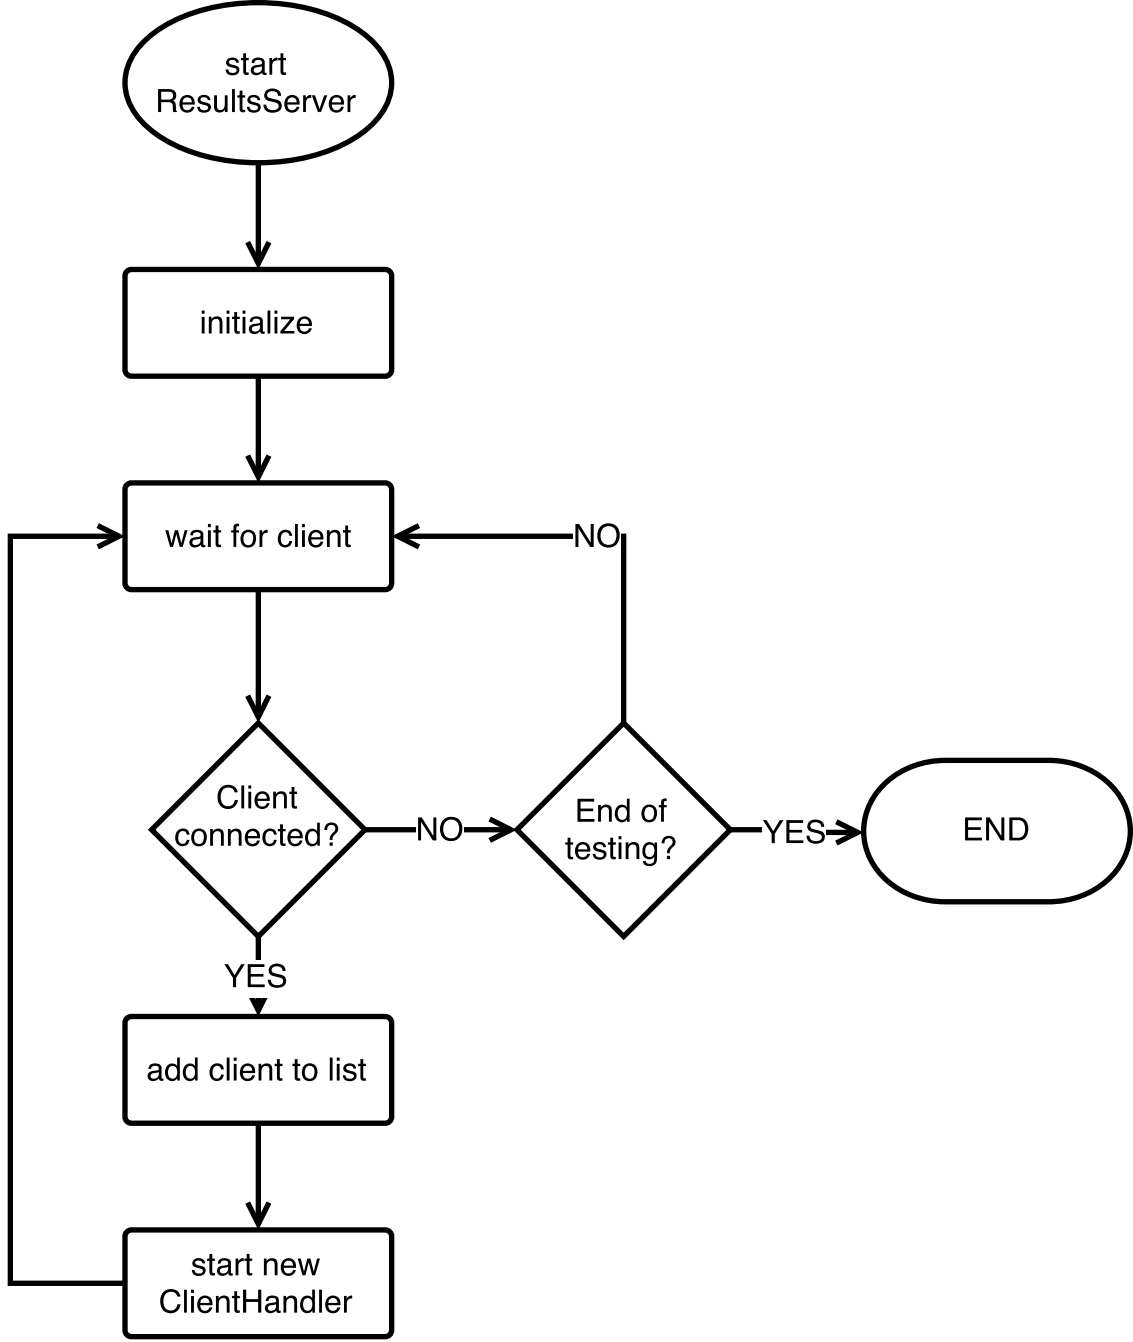 start
ResultsServer
initialize
wait for client
NO
Client
connected?
NO
End of
testing?
YES
END
YES
add client to list
start new
ClientHandler